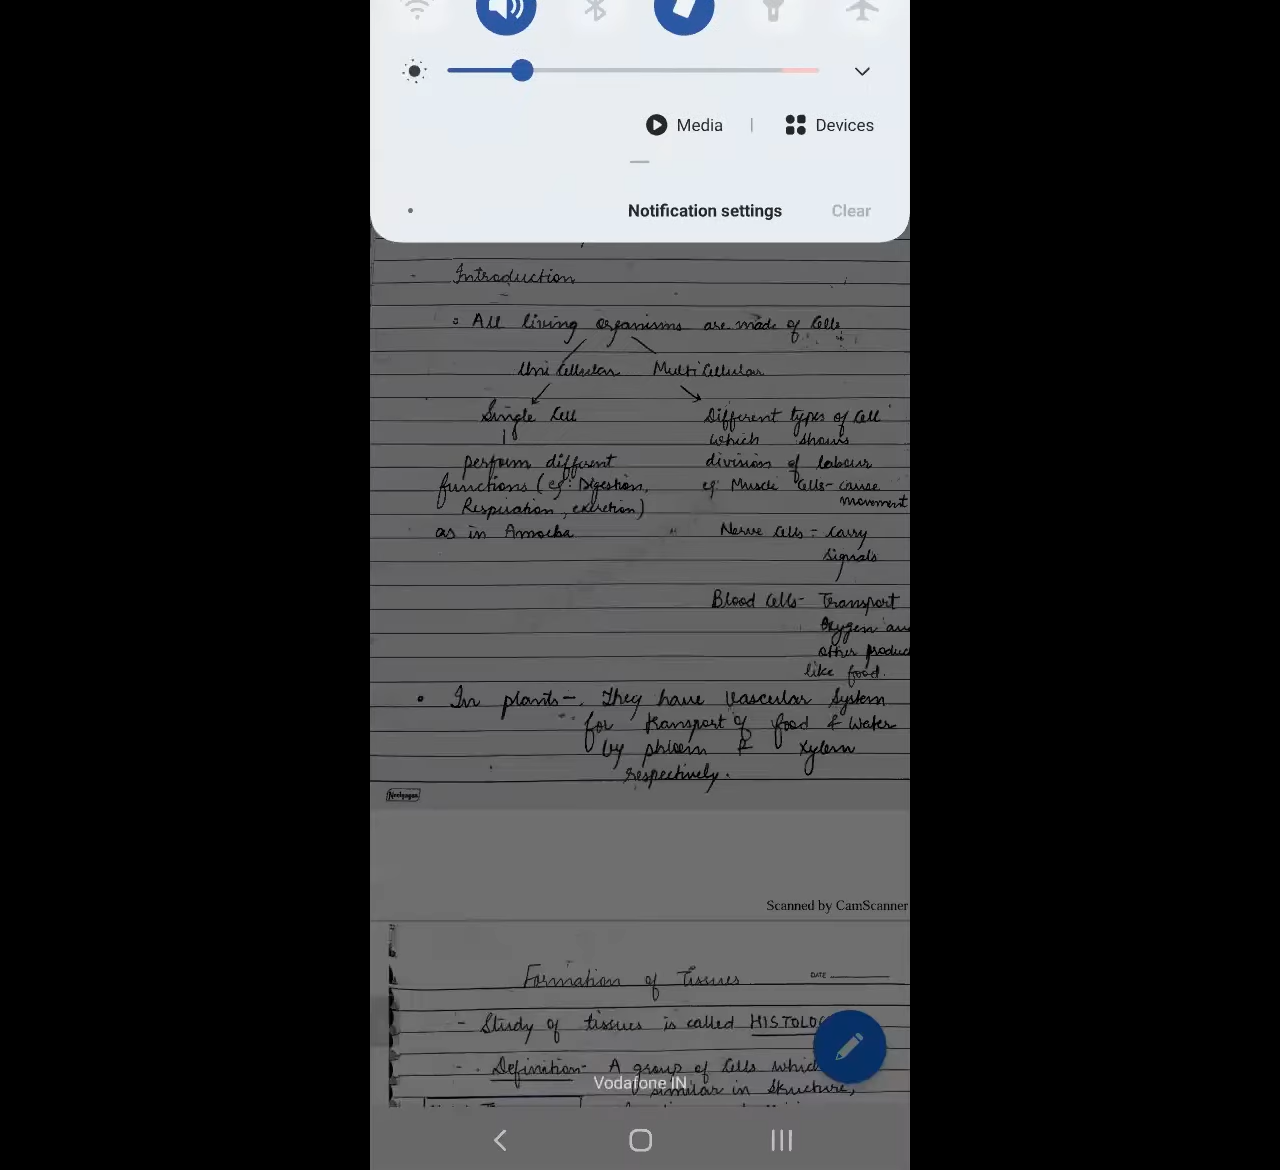 Media | Devices
Notification settings Clear
- Introduction
All living organisms are made of Cells
Uni Cellular Multi Cellular
Single Cell Different types of Cell
which shows
perform different division of labour
functions (eg: Digestion, eg: Muscle Cells - cause
movement
Respiration, excretion)
as in Amoeba Nerve Cells = Carry
Signals
Blood Cells - Transport
Oxygen
other
like food.
• In plants - They have Vascular System
for transport of food & Water
by phloem & Xylem
respectively.
Neelgagan
Scanned by CamScanner
Formation of Tissues DATE
- Study of tissues is called
- Definition - A group of Cells
Vodafone IN
similar in structure,